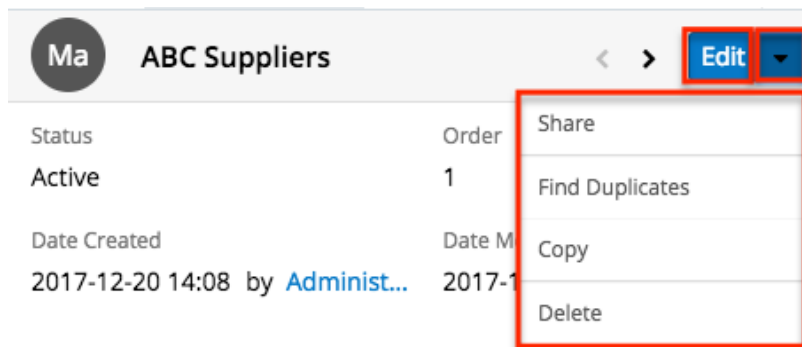 Ma ABC Suppliers Edit
Share
Status Order
Active 1
Find Duplicates
Date Created Date M
Copy
2017-12-20 14:08 by Administ... 2017-1
Delete